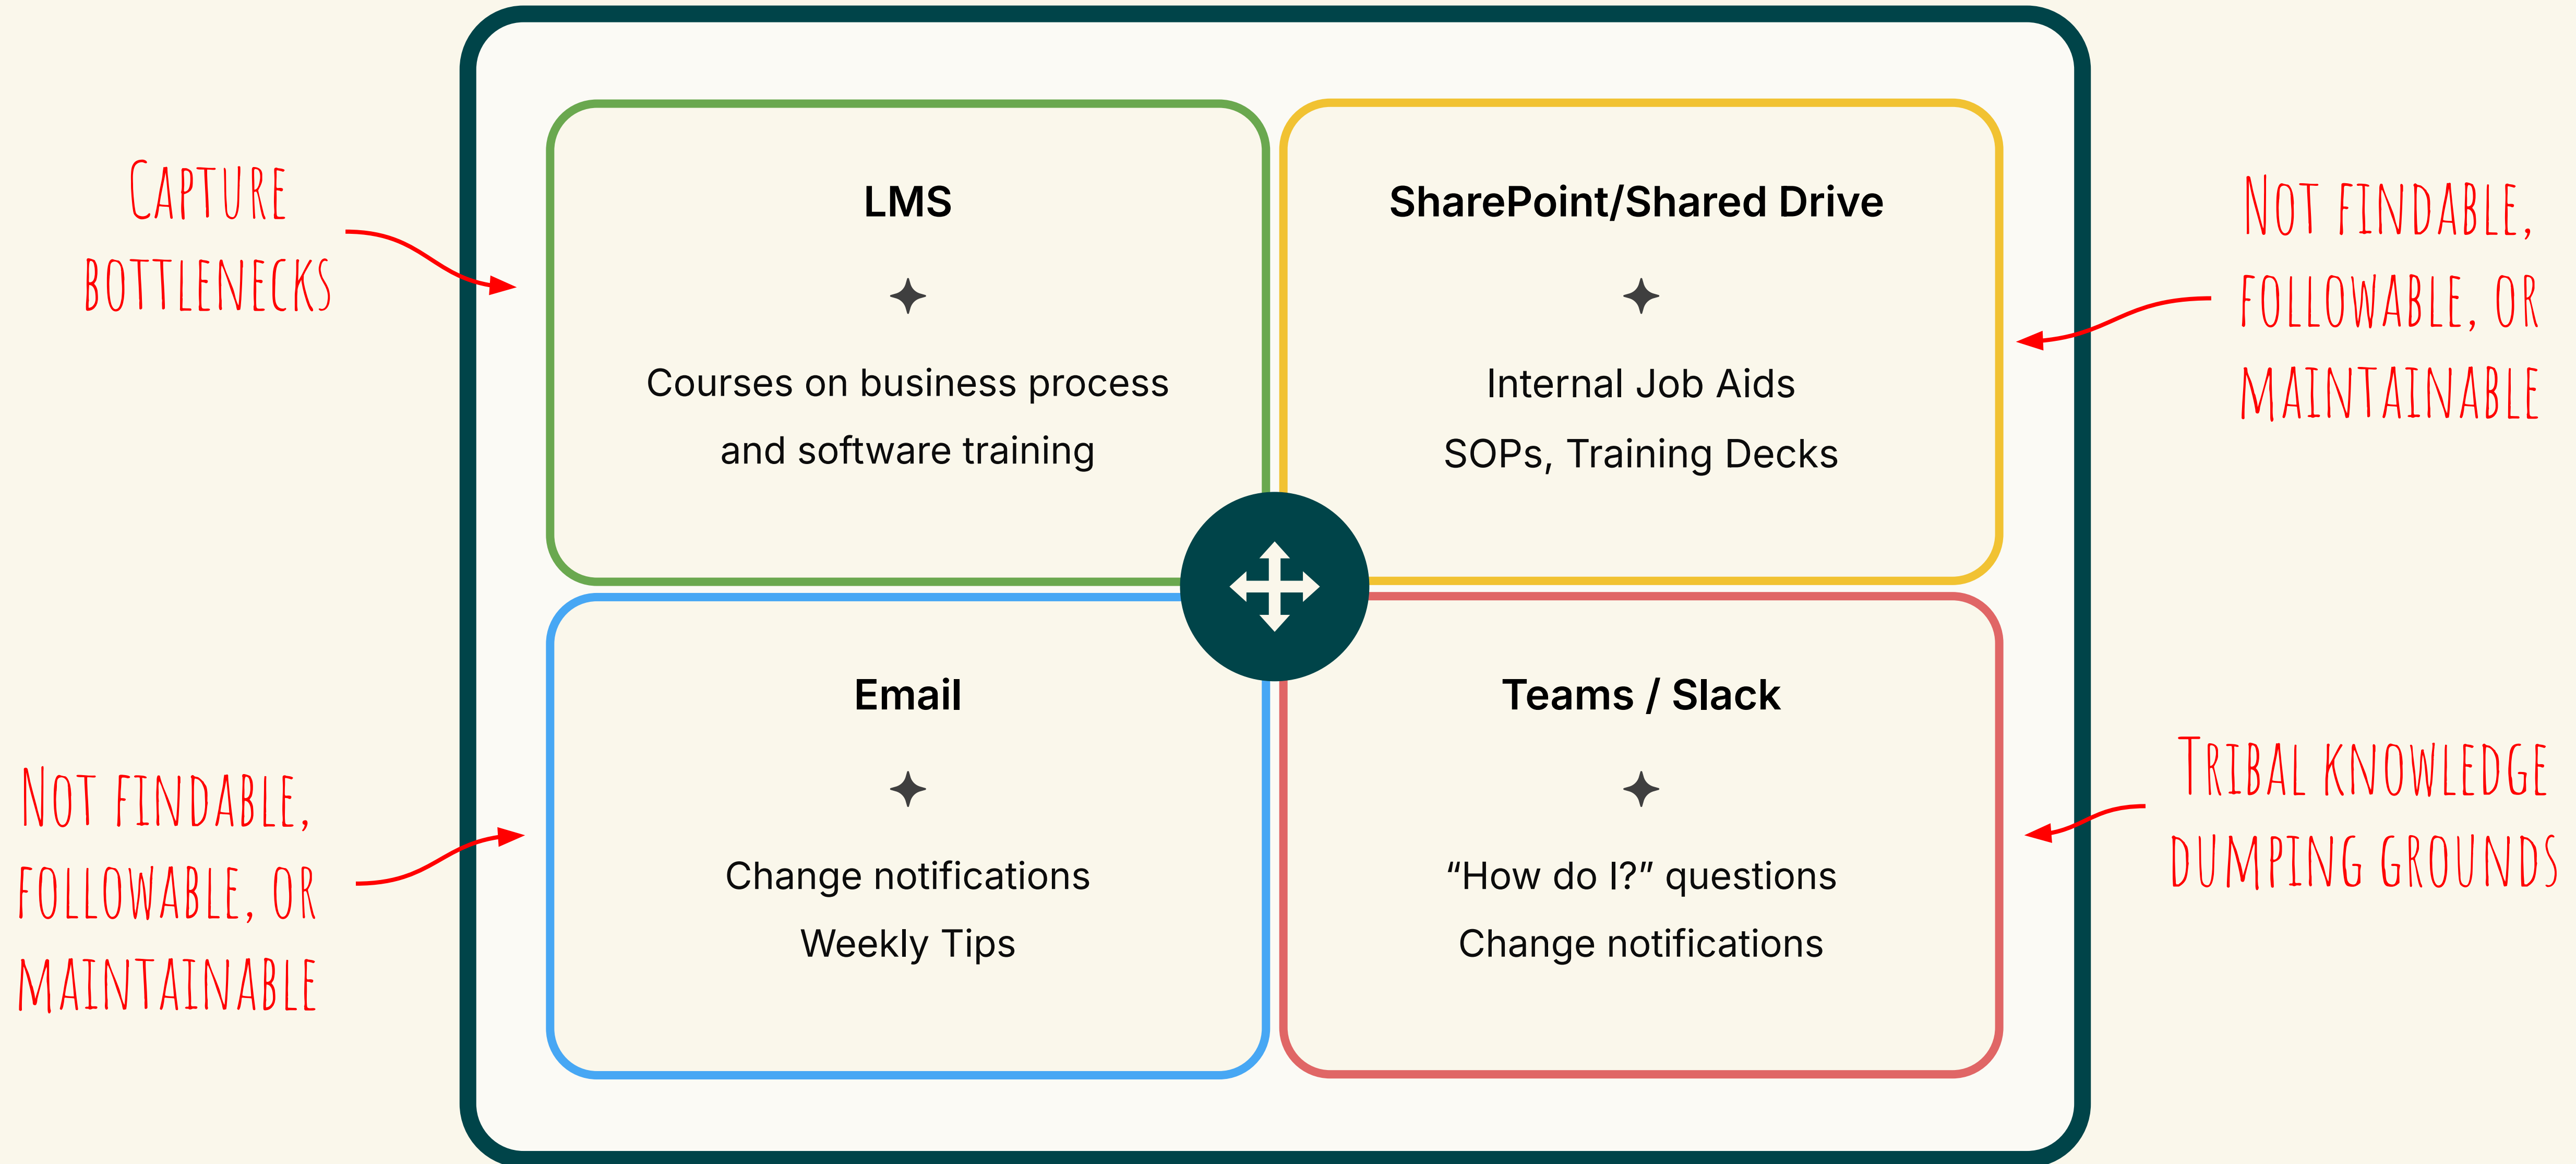 Capture
bottlenecks
LMS
Courses on business process
and software training
SharePoint/Shared Drive
Internal Job Aids
SOPs, Training Decks
Not findable,
followable, or
maintainable
Not findable,
followable, or
maintainable
Email
Change notifications
Weekly Tips
Teams / Slack
“How do I?” questions
Change notifications
Tribal knowledge
dumping grounds